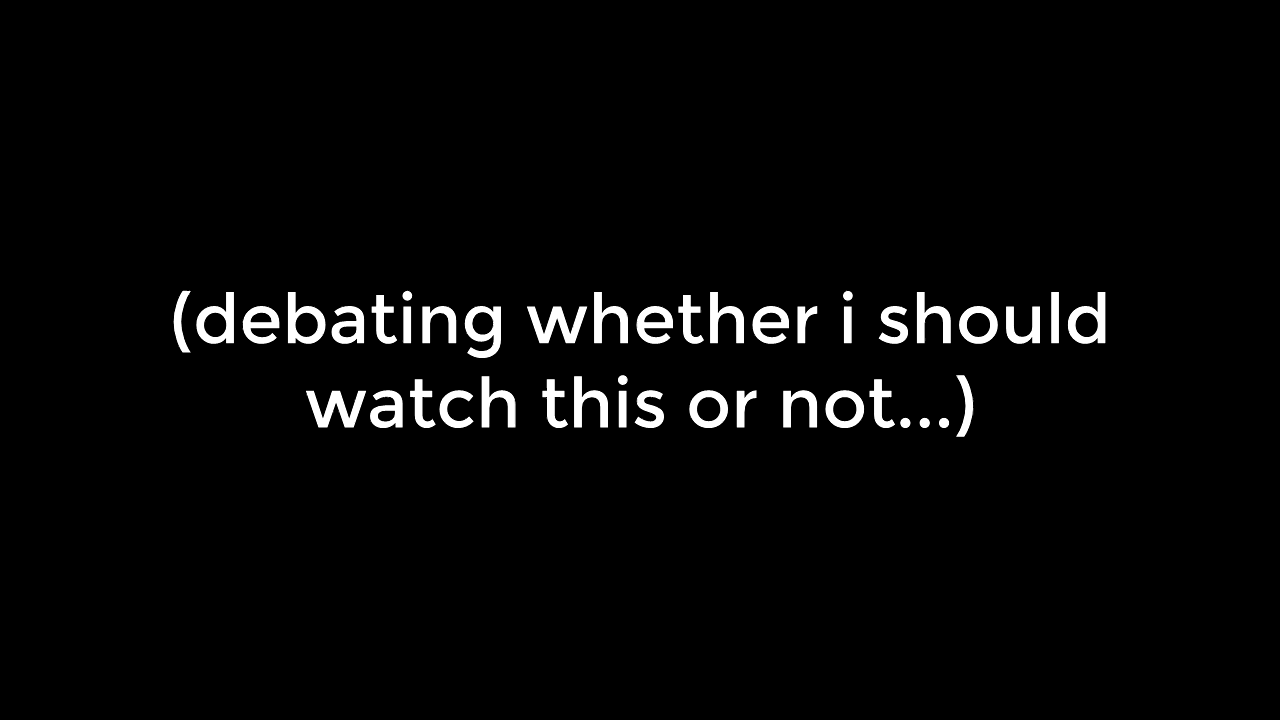 (debating whether i should
watch this or not...)